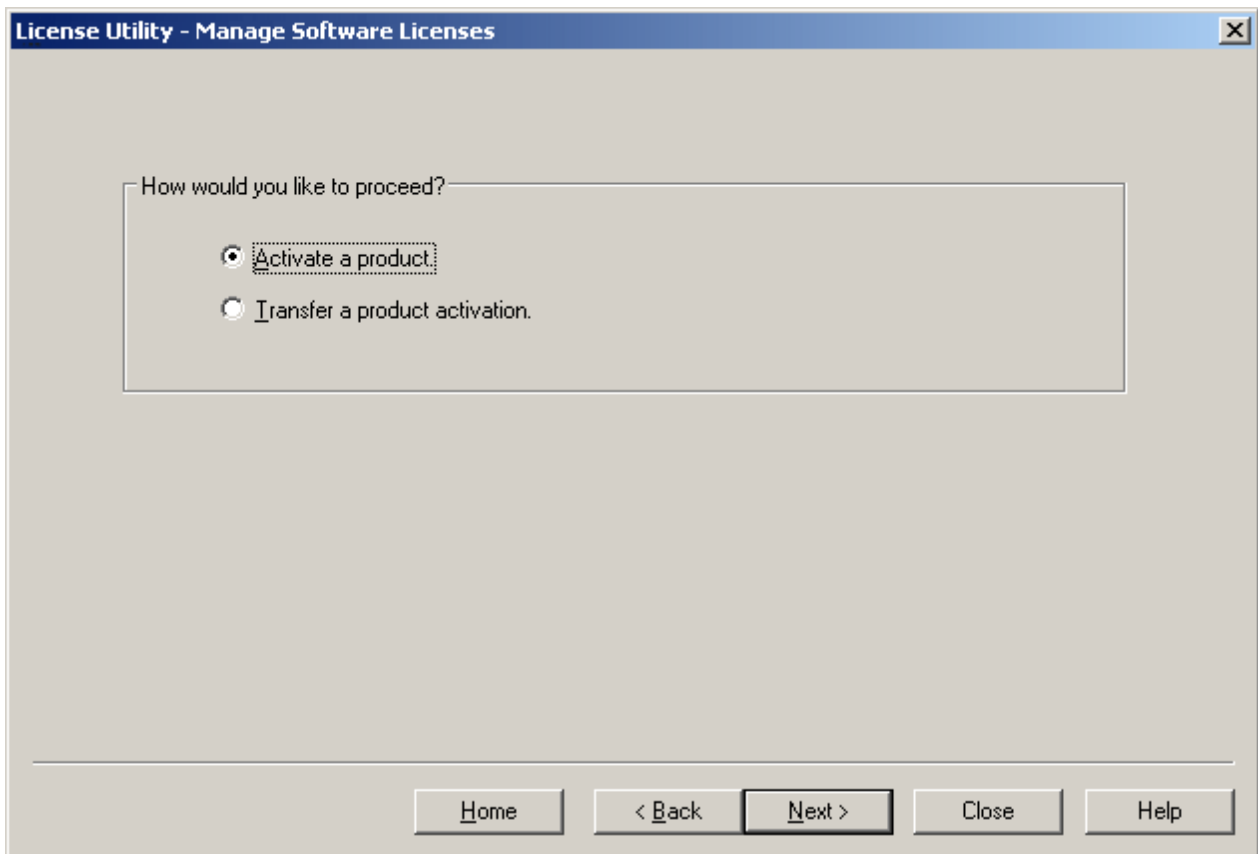 License Utility - Manage Software Licenses
How would you like to proceed?
Activate a product.
Transfer a product activation.
Home < Back Next > Close Help